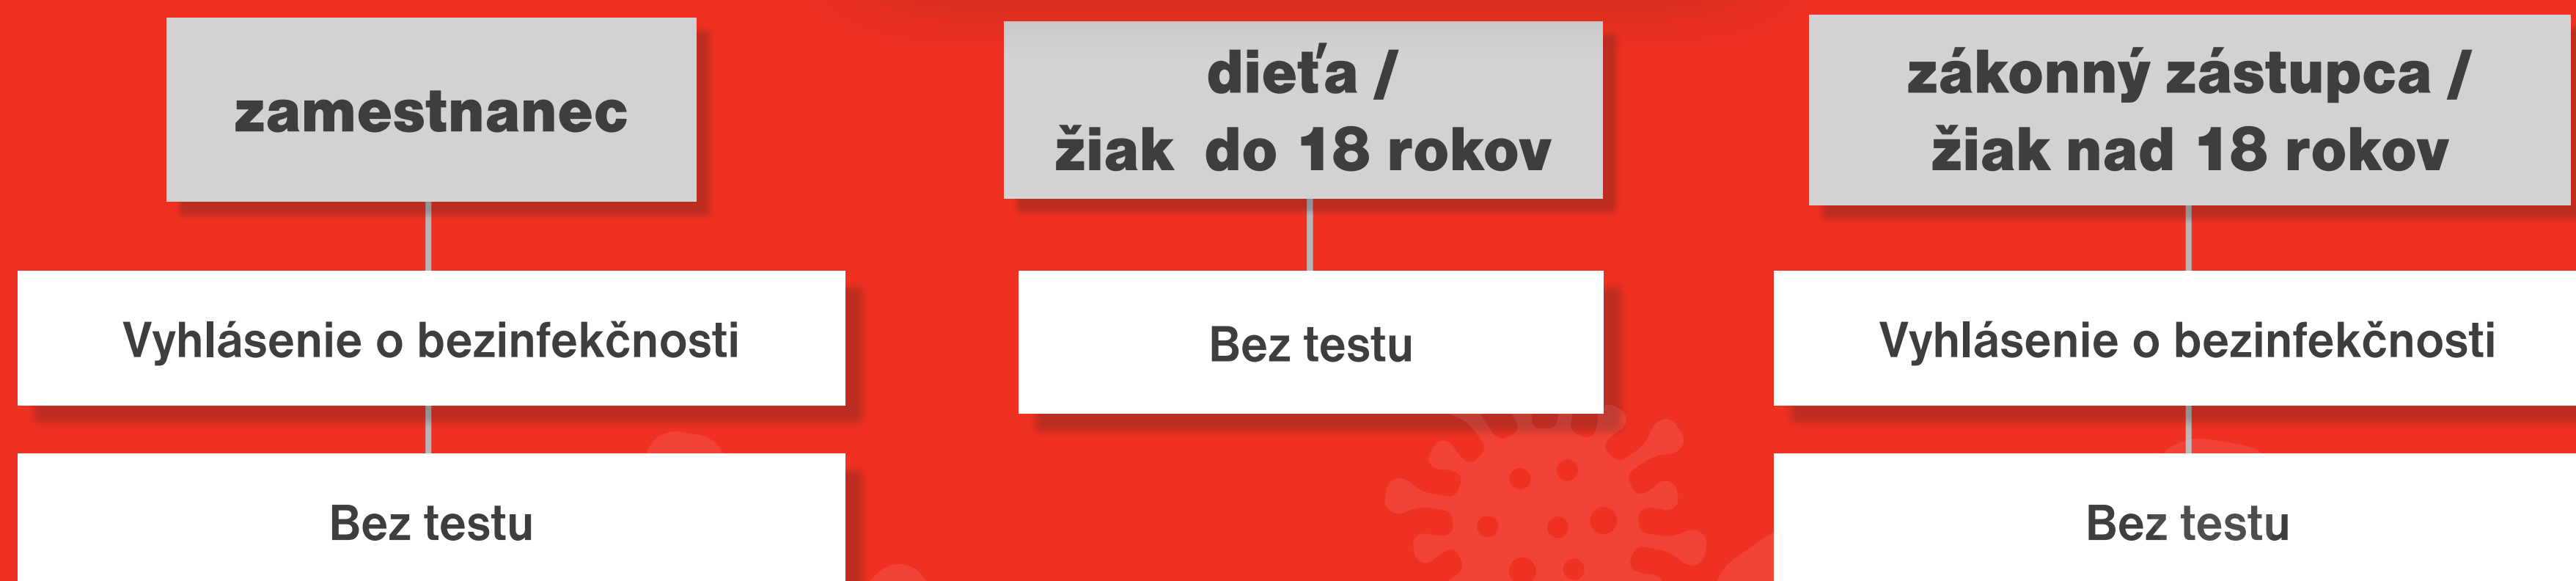 zamestnanec
Vyhlásenie o bezinfekčnosti
Bez testu
dieťa /
žiak do 18 rokov
Bez testu
zákonný zástupca /
žiak nad 18 rokov
Vyhlásenie o bezinfekčnosti
Bez testu